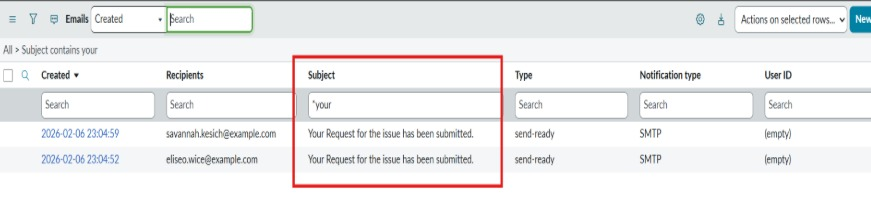 Emails Created Search Actions on selected rows... New
All > Subject contains your
Created Recipients Subject Type Notification type User ID
Search Search *your Search Search Search
2026-02-06 23:04:59 savannah.kesich@example.com Your Request for the issue has been submitted. send-ready SMTP (empty)
2026-02-06 23:04:52 eliseo.wice@example.com Your Request for the issue has been submitted. send-ready SMTP (empty)